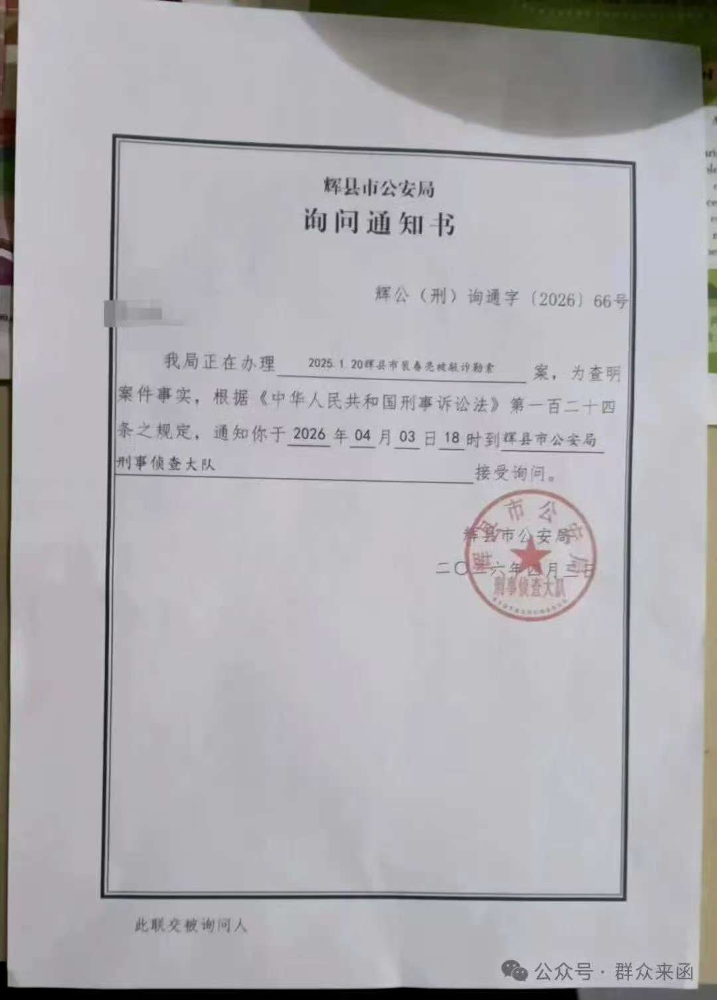 辉县市公安局
询问通知书
辉公（刑）询通字〔2026〕66号
我局正在办理 2025.1.20辉县市裴春亮被敲诈勒索 案，为查明
案件事实，根据《中华人民共和国刑事诉讼法》第一百二十四
条之规定，通知你于 2026 年 04 月 03 日 18 时到辉县市公安局
刑事侦查大队 接受询问。
辉县市公安局
二〇二六年四月三日
辉县市公安局
刑事侦查大队
此联交被询问人
公众号·群众来函